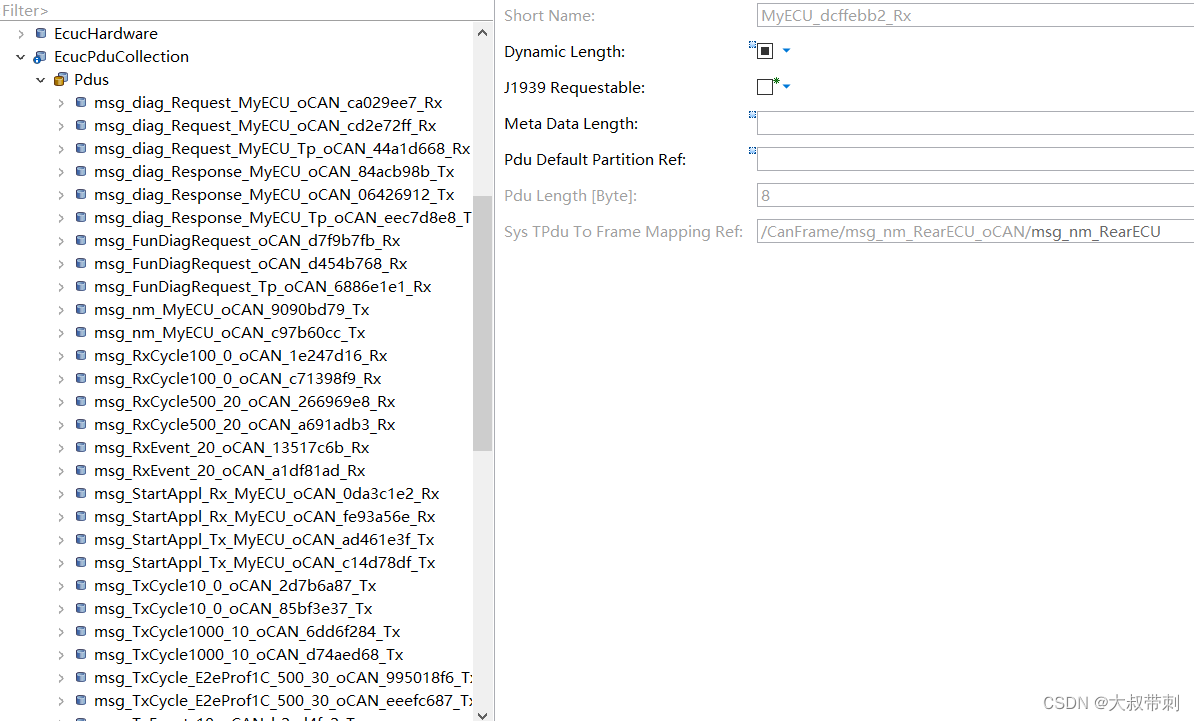 Filter>
EcucHardware
EcucPduCollection
Pdus
msg_diag_Request_MyECU_oCAN_ca029ee7_Rx
msg_diag_Request_MyECU_oCAN_cd2e72ff_Rx
msg_diag_Request_MyECU_Tp_oCAN_44a1d668_Rx
msg_diag_Response_MyECU_oCAN_84acb98b_Tx
msg_diag_Response_MyECU_oCAN_06426912_Tx
msg_diag_Response_MyECU_Tp_oCAN_eec7d8e8_T
msg_FunDiagRequest_oCAN_d7f9b7fb_Rx
msg_FunDiagRequest_oCAN_d454b768_Rx
msg_FunDiagRequest_Tp_oCAN_6886e1e1_Rx
msg_nm_MyECU_oCAN_9090bd79_Tx
msg_nm_MyECU_oCAN_c97b60cc_Tx
msg_RxCycle100_0_oCAN_1e247d16_Rx
msg_RxCycle100_0_oCAN_c71398f9_Rx
msg_RxCycle500_20_oCAN_266969e8_Rx
msg_RxCycle500_20_oCAN_a691adb3_Rx
msg_RxEvent_20_oCAN_13517c6b_Rx
msg_RxEvent_20_oCAN_a1df81ad_Rx
msg_StartAppl_Rx_MyECU_oCAN_0da3c1e2_Rx
msg_StartAppl_Rx_MyECU_oCAN_fe93a56e_Rx
msg_StartAppl_Tx_MyECU_oCAN_ad461e3f_Tx
msg_StartAppl_Tx_MyECU_oCAN_c14d78df_Tx
msg_TxCycle10_0_oCAN_2d7b6a87_Tx
msg_TxCycle10_0_oCAN_85bf3e37_Tx
msg_TxCycle1000_10_oCAN_6dd6f284_Tx
msg_TxCycle1000_10_oCAN_d74aed68_Tx
msg_TxCycle_E2eProf1C_500_30_oCAN_995018f6_T
msg_TxCycle_E2eProf1C_500_30_oCAN_eeefc687_T
Short Name: MyECU_dcffebb2_Rx
Dynamic Length:
J1939 Requestable:
Meta Data Length:
Pdu Default Partition Ref:
Pdu Length [Byte]: 8
Sys TPdu To Frame Mapping Ref: /CanFrame/msg_nm_RearECU_oCAN/msg_nm_RearECU
CSDN @大叔带刺